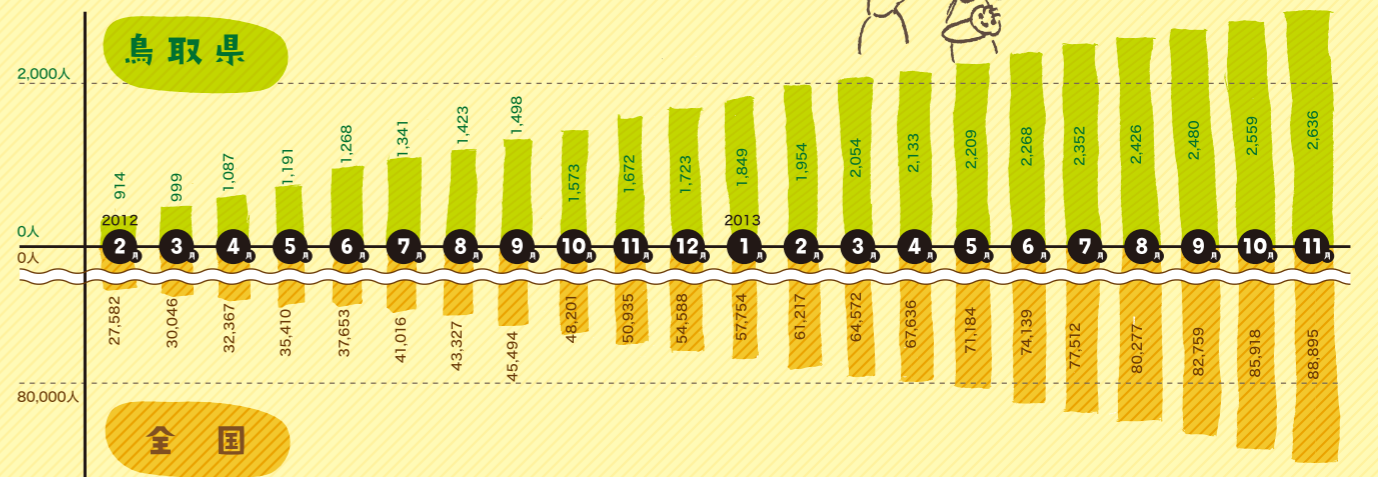 鳥取県
2,000人
914 999 1,087 1,191 1,268 1,341 1,423 1,498 1,573 1,672 1,723 1,849 1,954 2,054 2,133 2,209 2,268 2,352 2,426 2,480 2,559 2,636
2012 2013
0人
2月 3月 4月 5月 6月 7月 8月 9月 10月 11月 12月 1月 2月 3月 4月 5月 6月 7月 8月 9月 10月 11月
0人
27,582 30,046 32,367 35,410 37,653 41,016 43,327 45,494 48,201 50,935 54,588 57,754 61,217 64,572 67,636 71,184 74,139 77,512 80,277 82,759 85,918 88,895
80,000人
全国